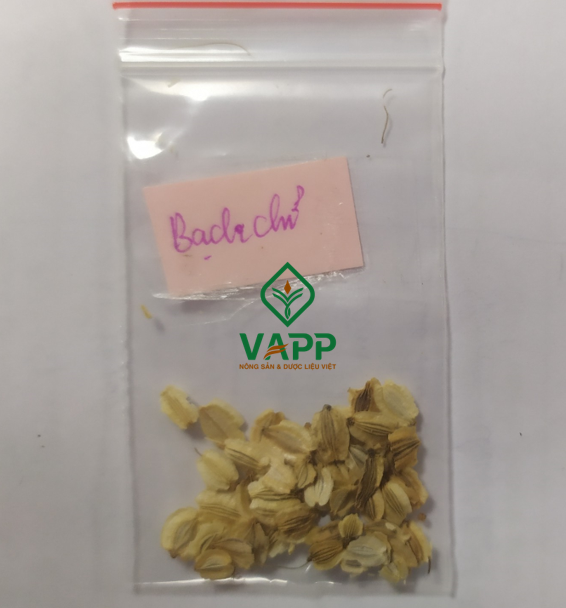 Bạch chỉ
VAPP
NÔNG SẢN & DƯỢC LIỆU VIỆT